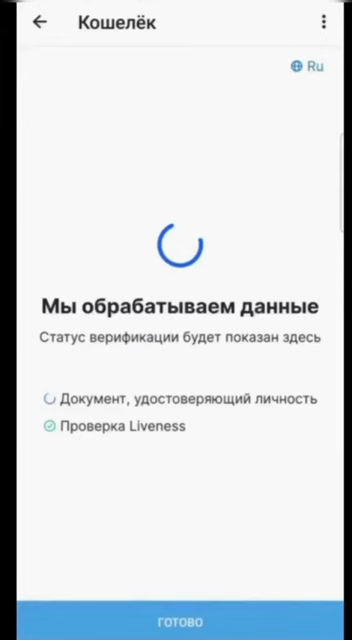 Кошелёк
Ru
Мы обрабатываем данные
Статус верификации будет показан здесь
Документ, удостоверяющий личность
Проверка Liveness
ГОТОВО